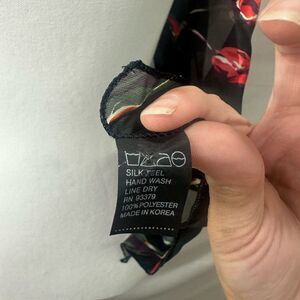 SILK FEEL
HAND WASH
LINE DRY
RN 93379
100% POLYESTER
MADE IN KOREA